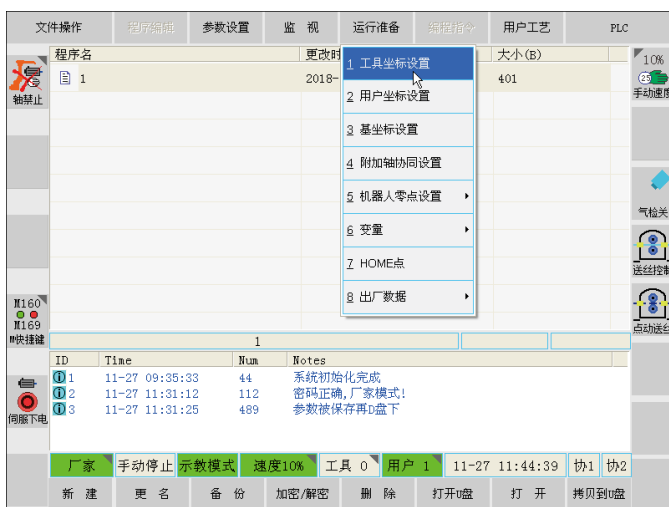 文件操作 程序编辑 参数设置 监 视 运行准备 编程指令 用户工艺 PLC
程序名 更改时 大小(B)
1 2018- 401
1 工具坐标设置
2 用户坐标设置
3 基坐标设置
4 附加轴协同设置
5 机器人零点设置
6 变量
7 HOME点
8 出厂数据
轴禁止
M160
M169
M快捷键
伺服下电
10%
25
手动速度
气检关
送丝控制
点动送丝
1
ID Time Num Notes
1 11-27 09:35:33 44 系统初始化完成
2 11-27 11:31:12 112 密码正确,厂家模式!
3 11-27 11:31:25 489 参数被保存再D盘下
厂家 手动停止 示教模式 速度10% 工具 0 用户 1 11-27 11:44:39 协1 协2
新 建 更 名 备 份 加密/解密 删 除 打开U盘 打 开 拷贝到U盘